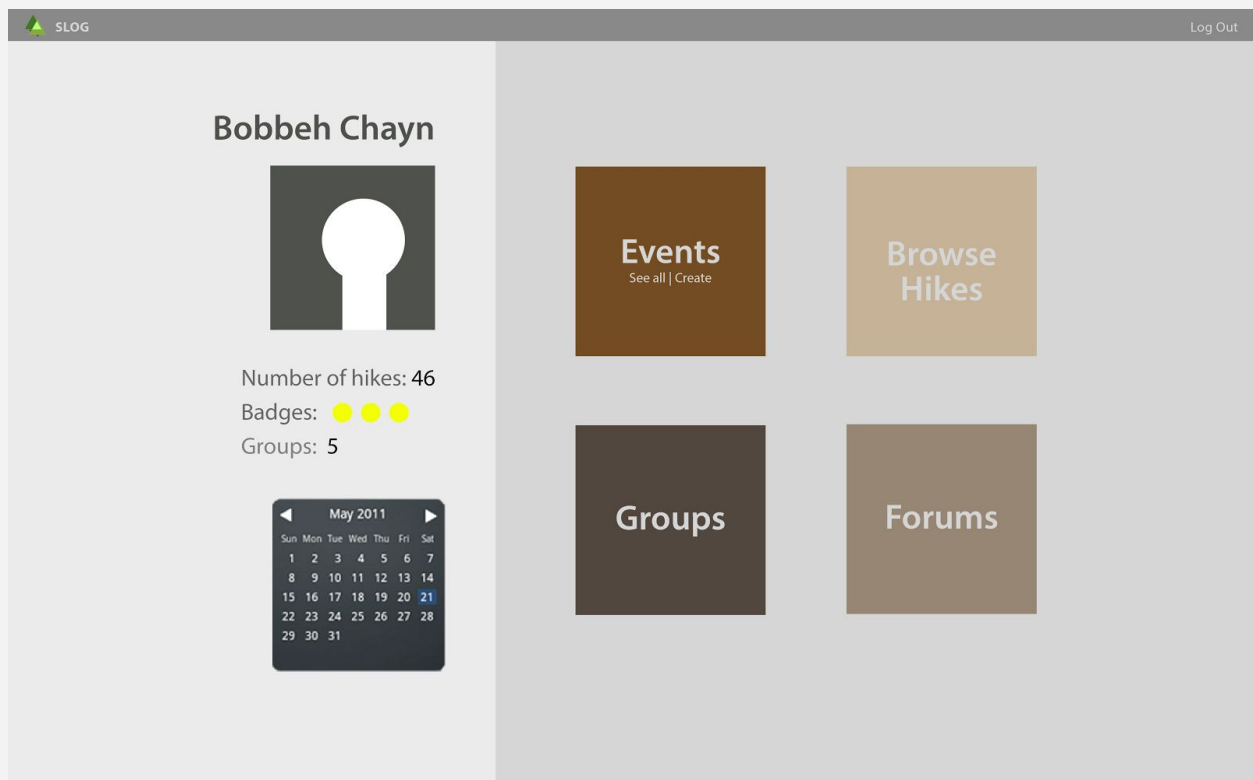 SLOG
Log Out
Bobbeh Chayn
Number of hikes: 46
Badges:
Groups: 5
May 2011
Sun Mon Tue Wed Thu Fri Sat
1 2 3 4 5 6 7
8 9 10 11 12 13 14
15 16 17 18 19 20 21
22 23 24 25 26 27 28
29 30 31
Events
See all | Create
Browse
Hikes
Groups
Forums